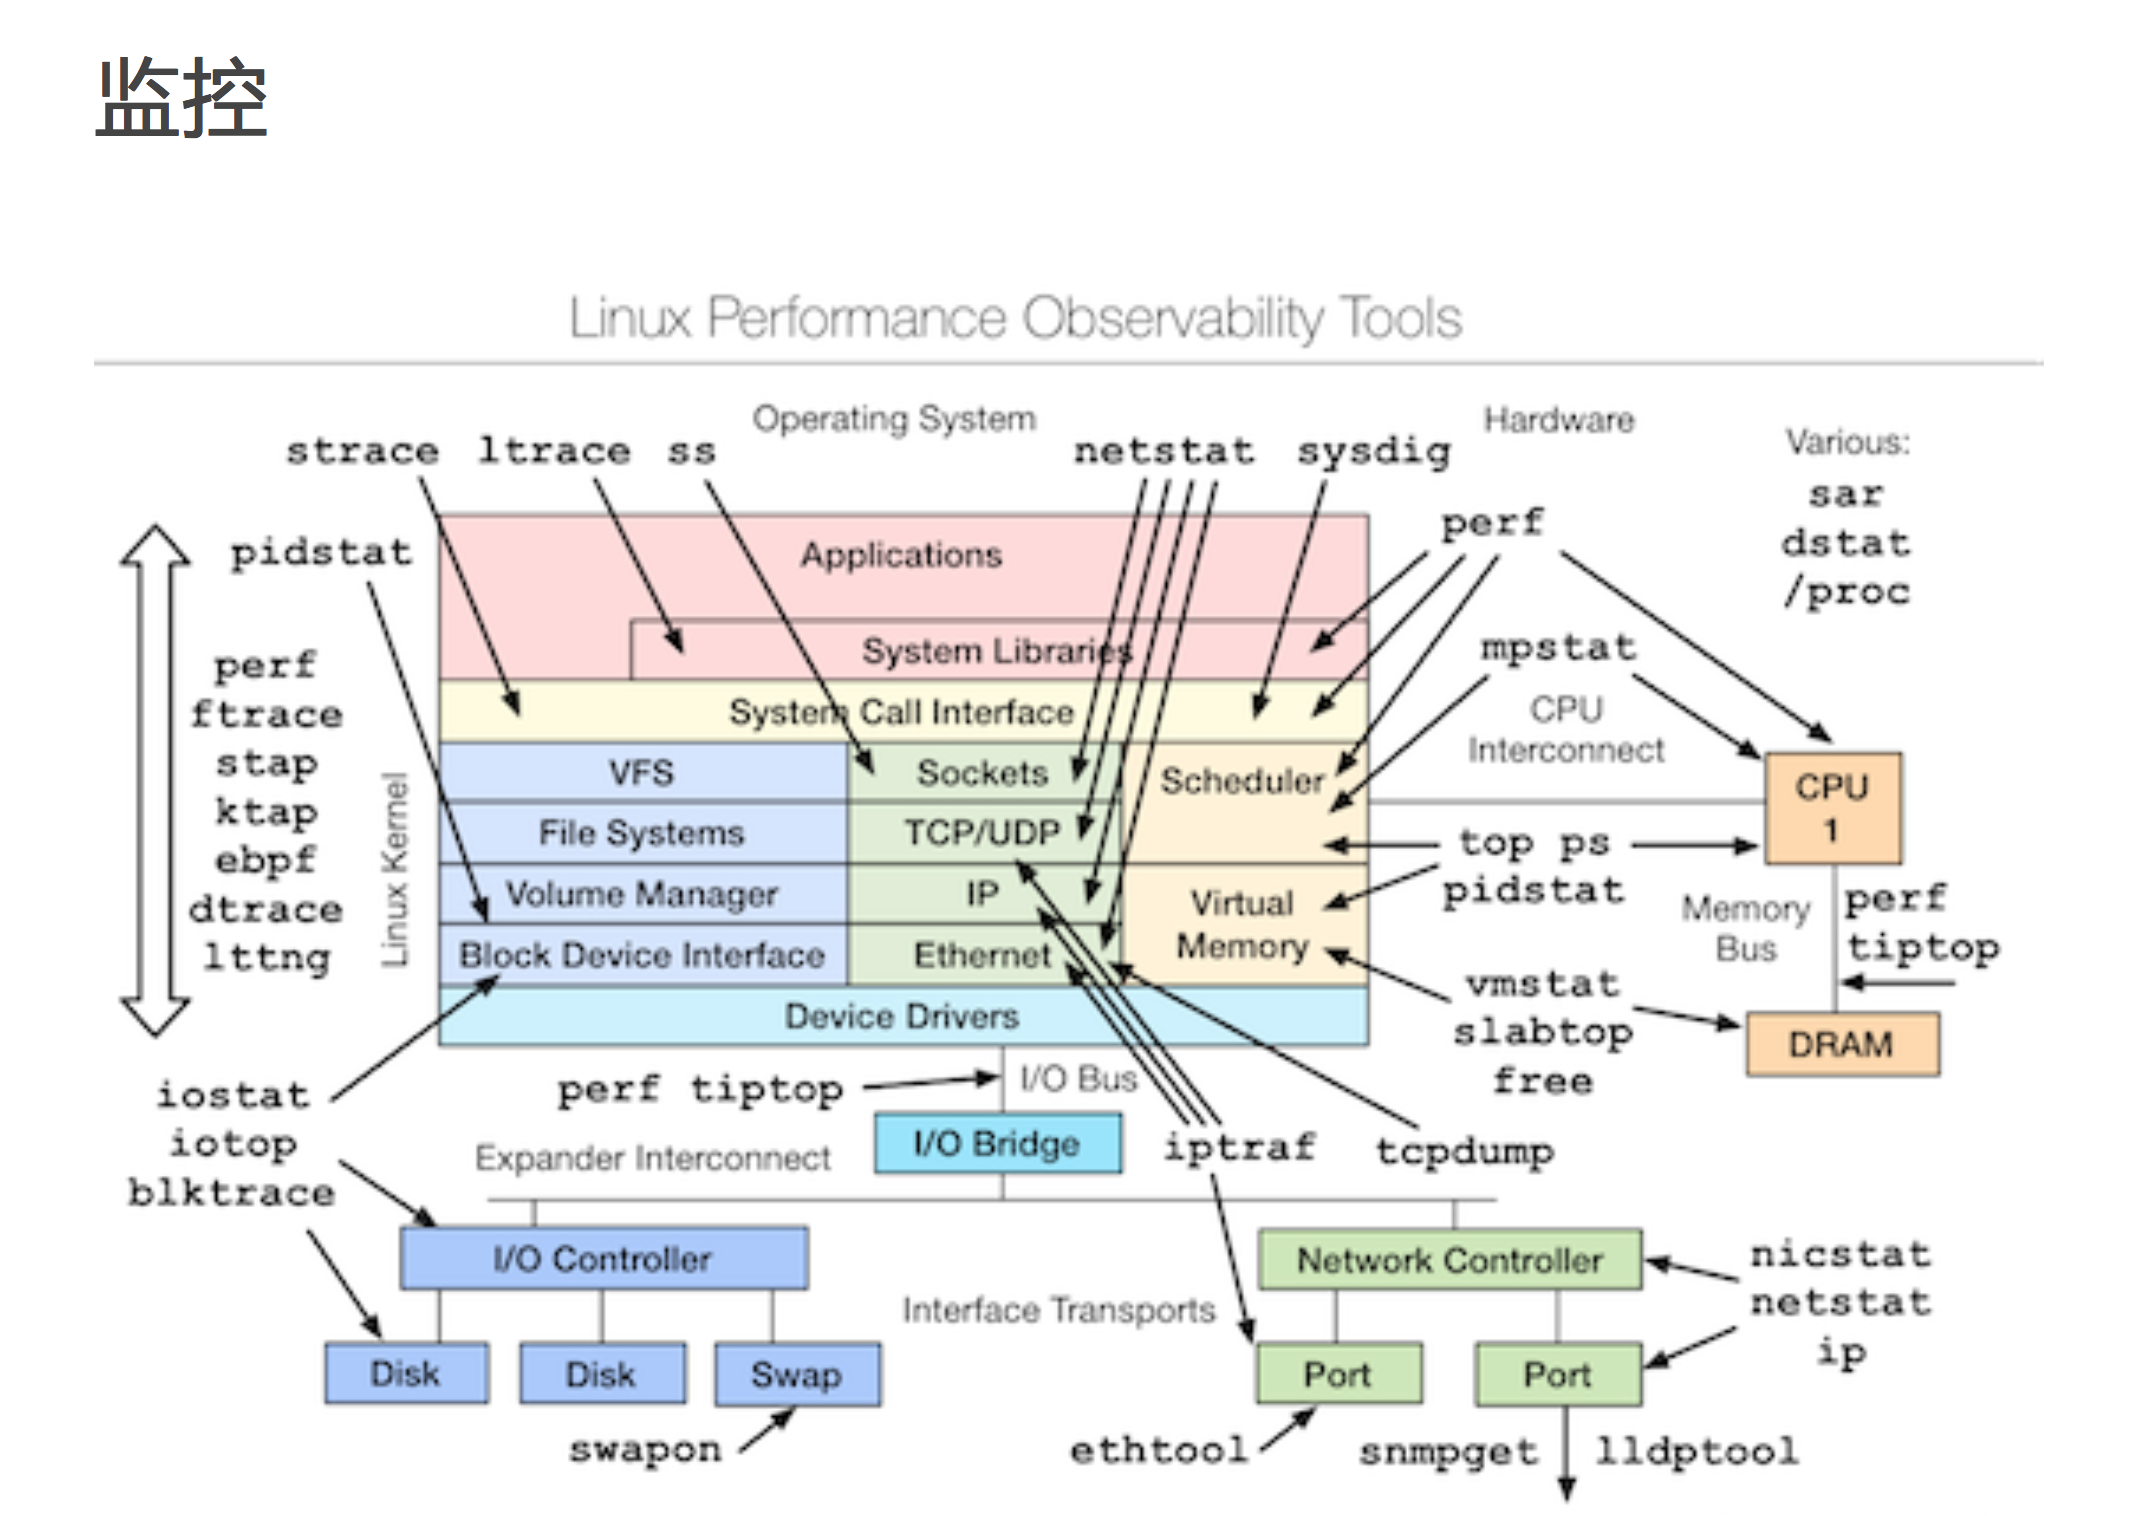 监控
Linux Performance Observability Tools
Operating System
Hardware
Various:
strace ltrace ss
netstat sysdig
sar
dstat
/proc
perf
pidstat
Applications
System Libraries
System Call Interface
mpstat
CPU
Interconnect
perf
ftrace
stap
ktap
ebpf
dtrace
lttng
Linux Kernel
VFS
Sockets
Scheduler
File Systems
TCP/UDP
Volume Manager
IP
Virtual
Memory
Block Device Interface
Ethernet
Device Drivers
CPU
1
top ps
pidstat
Memory
Bus
perf
tiptop
vmstat
slabtop
free
DRAM
iostat
iotop
blktrace
perf tiptop
I/O Bus
I/O Bridge
Expander Interconnect
iptraf
tcpdump
I/O Controller
Network Controller
nicstat
netstat
ip
Interface Transports
Disk
Disk
Swap
Port
Port
swapon
ethtool
snmpget
lldptool